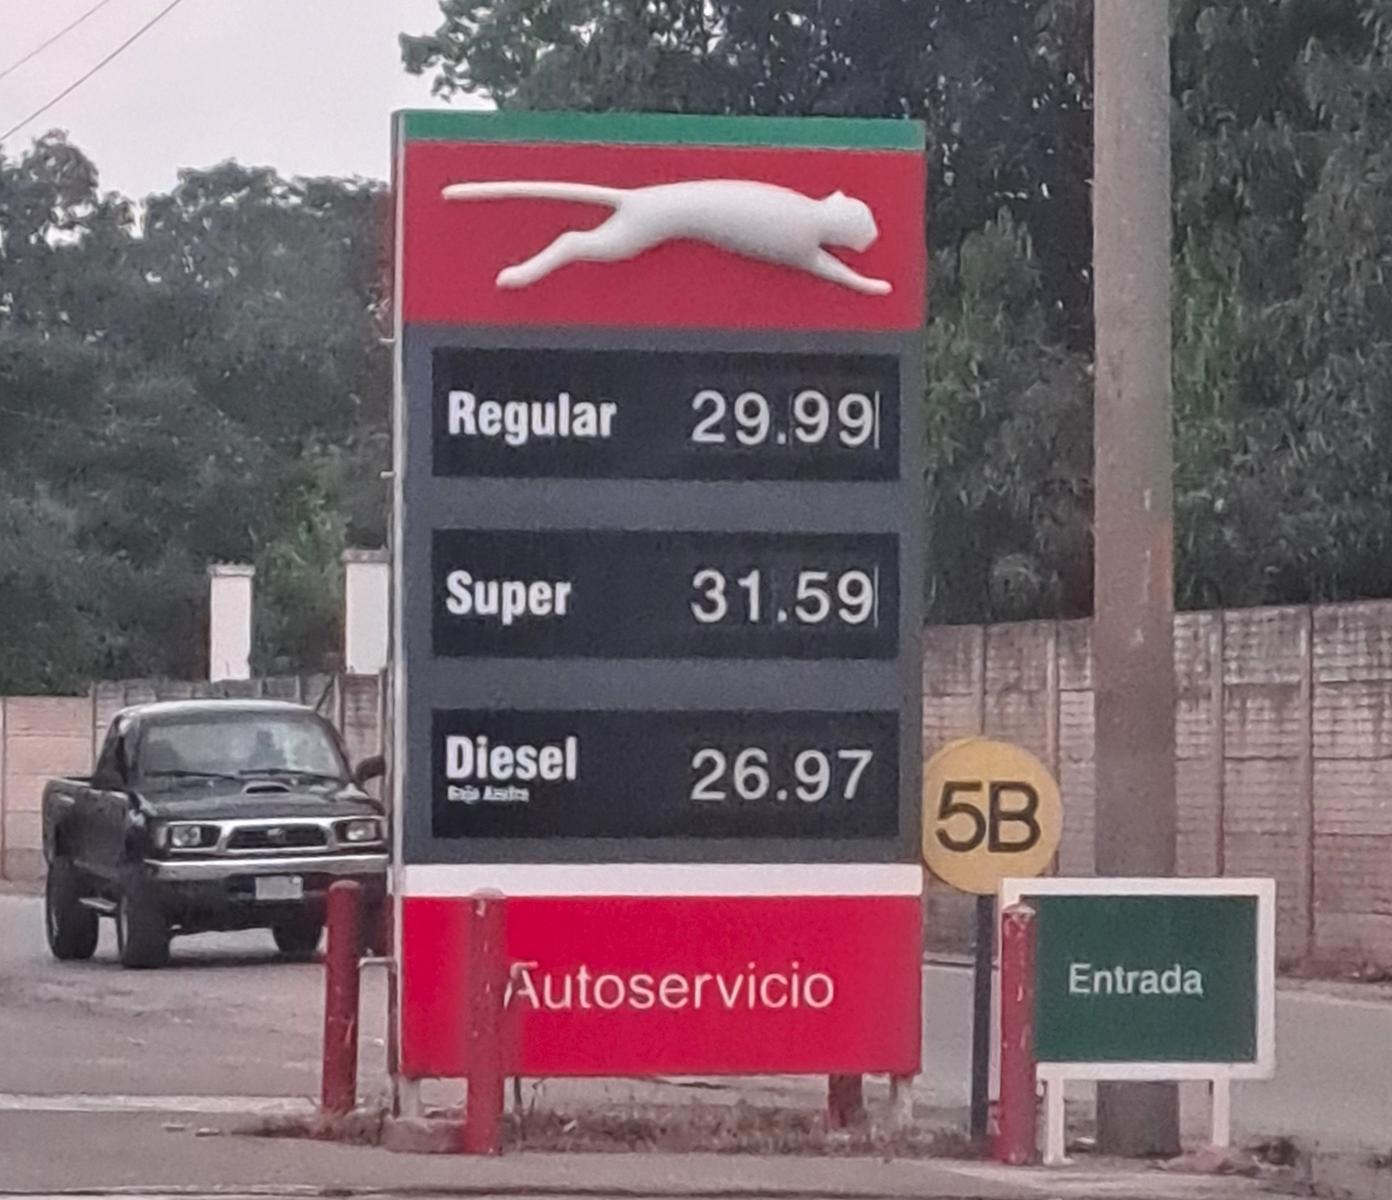 Regular 29.99
Super 31.59
Diesel 26.97
5B
Autoservicio
Entrada